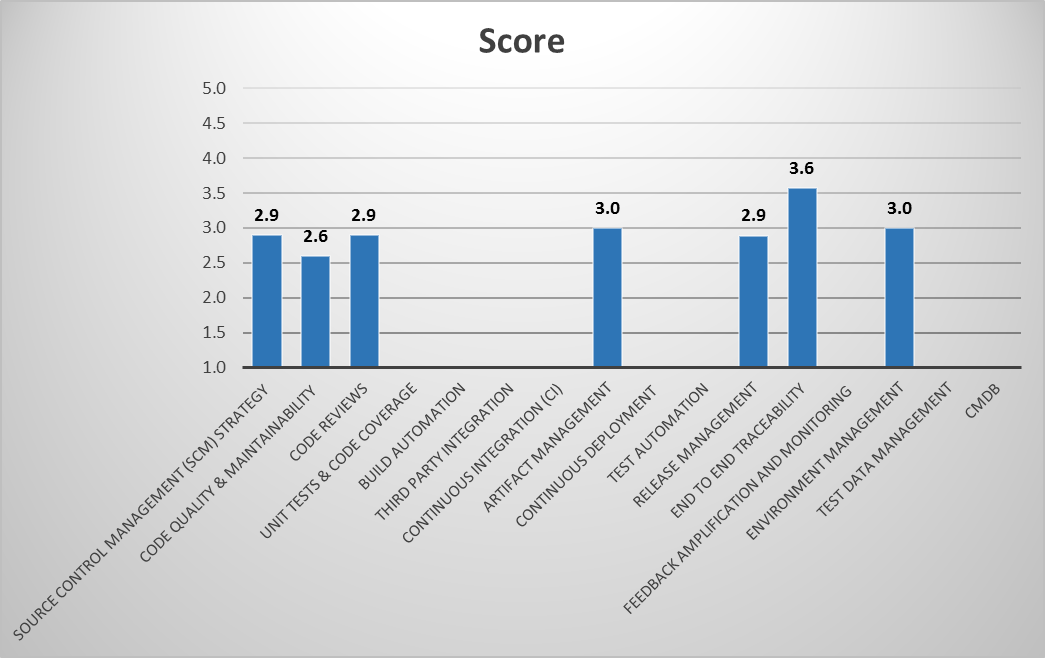 Score
5.0
4.5
4.0
3.5
3.0
2.5
2.0
1.5
1.0
2.9
2.6
2.9
3.0
2.9
3.6
3.0
SOURCE CONTROL MANAGEMENT (SCM) STRATEGY
CODE QUALITY & MAINTAINABILITY
CODE REVIEWS
UNIT TESTS & CODE COVERAGE
BUILD AUTOMATION
THIRD PARTY INTEGRATION
CONTINUOUS INTEGRATION (CI)
ARTIFACT MANAGEMENT
CONTINUOUS DEPLOYMENT
TEST AUTOMATION
RELEASE MANAGEMENT
END TO END TRACEABILITY
FEEDBACK AMPLIFICATION AND MONITORING
ENVIRONMENT MANAGEMENT
TEST DATA MANAGEMENT
CMDB